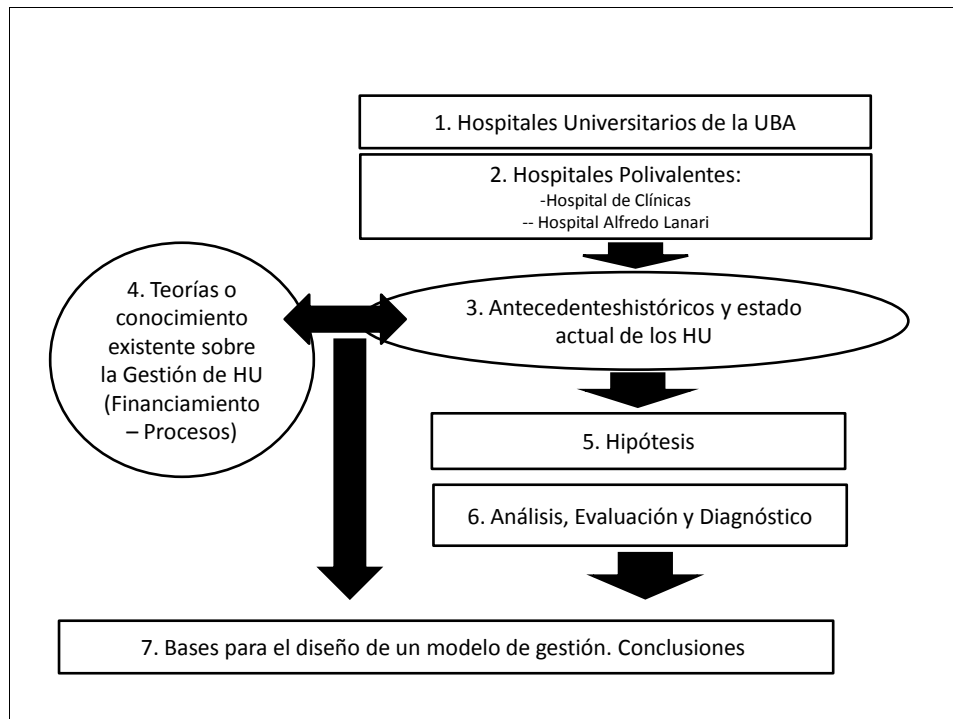 1. Hospitales Universitarios de la UBA
2. Hospitales Polivalentes:
-Hospital de Clínicas
-- Hospital Alfredo Lanari
3. Antecedenteshistóricos y estado
actual de los HU
4. Teorías o
conocimiento
existente sobre
la Gestión de HU
(Financiamiento
– Procesos)
5. Hipótesis
6. Análisis, Evaluación y Diagnóstico
7. Bases para el diseño de un modelo de gestión. Conclusiones